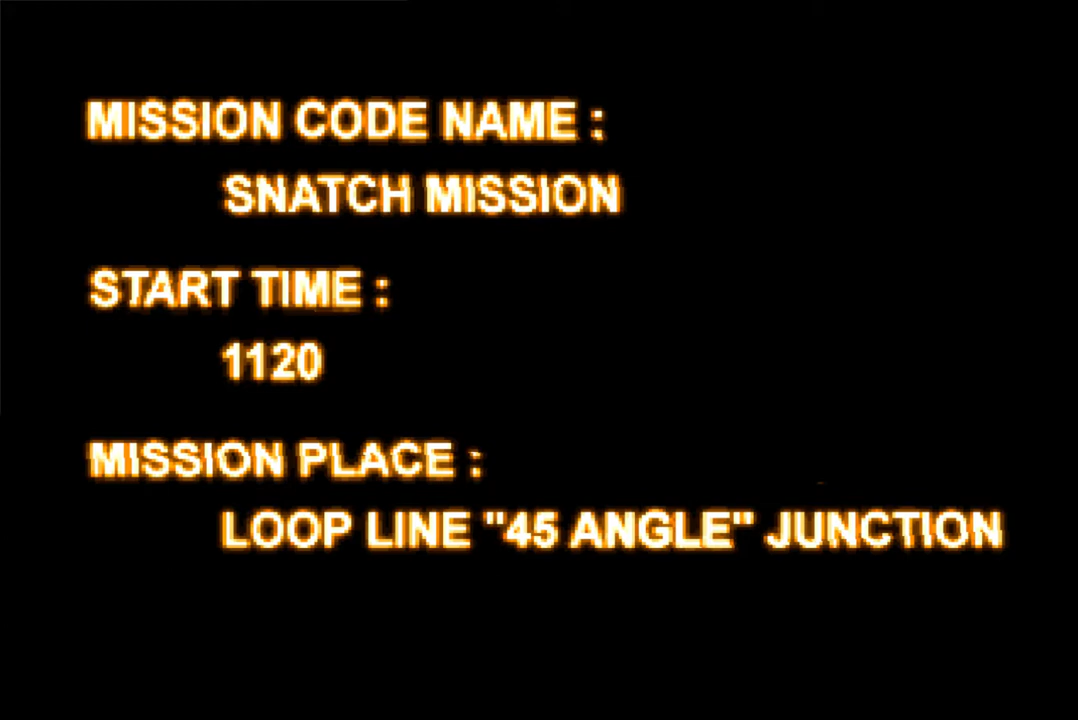 MISSION CODE NAME :
SNATCH MISSION
START TIME :
1120
MISSION PLACE :
LOOP LINE "45 ANGLE" JUNCTION